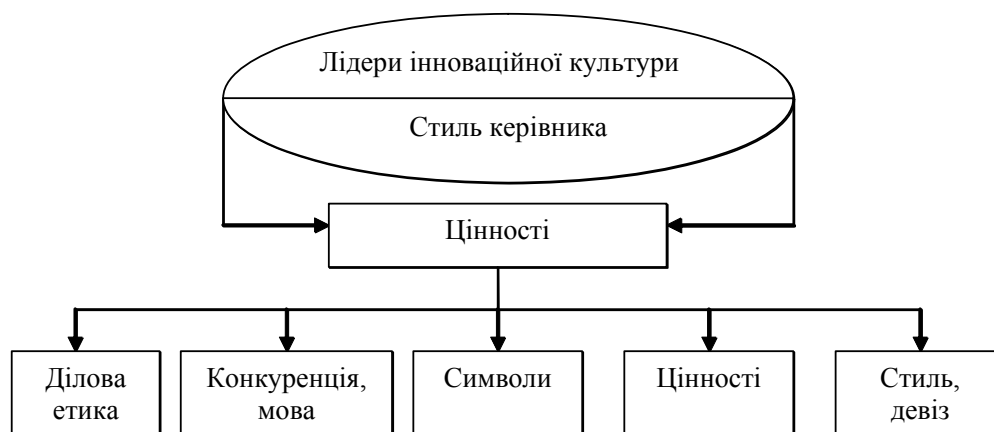 Лідери інноваційної культури
Стиль керівника
Цінності
Ділова
етика
Конкуренція,
мова
Символи
Цінності
Стиль,
девіз